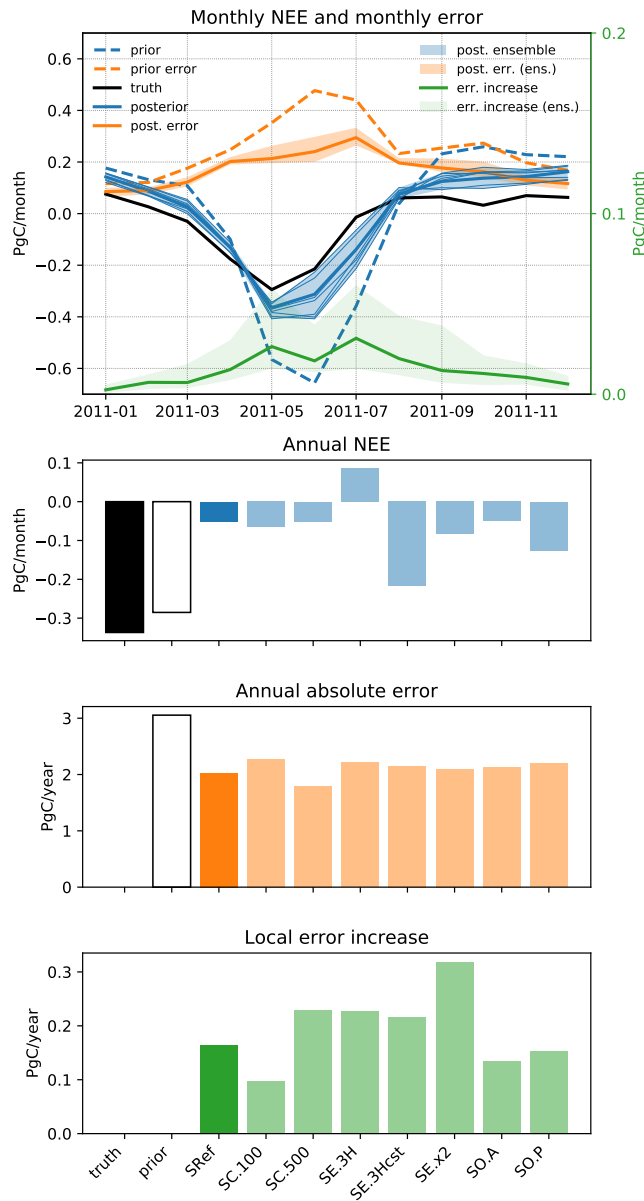 Monthly NEE and monthly error
0.6
0.4
0.2
0.0
−0.2
−0.4
−0.6
PgC/month
prior
prior error
truth
posterior
post. error
post. ensemble
post. err. (ens.)
err. increase
err. increase (ens.)
0.2
0.1
0.0
PgC/month
2011-01
2011-03
2011-05
2011-07
2011-09
2011-11
Annual NEE
0.1
0.0
−0.1
−0.2
−0.3
PgC/month
Annual absolute error
3
2
1
0
PgC/year
Local error increase
0.3
0.2
0.1
0.0
PgC/year
truth
prior
SRef
SC.100
SC.500
SE.3H
SE.3Hcst
SE.x2
SO.A
SO.P